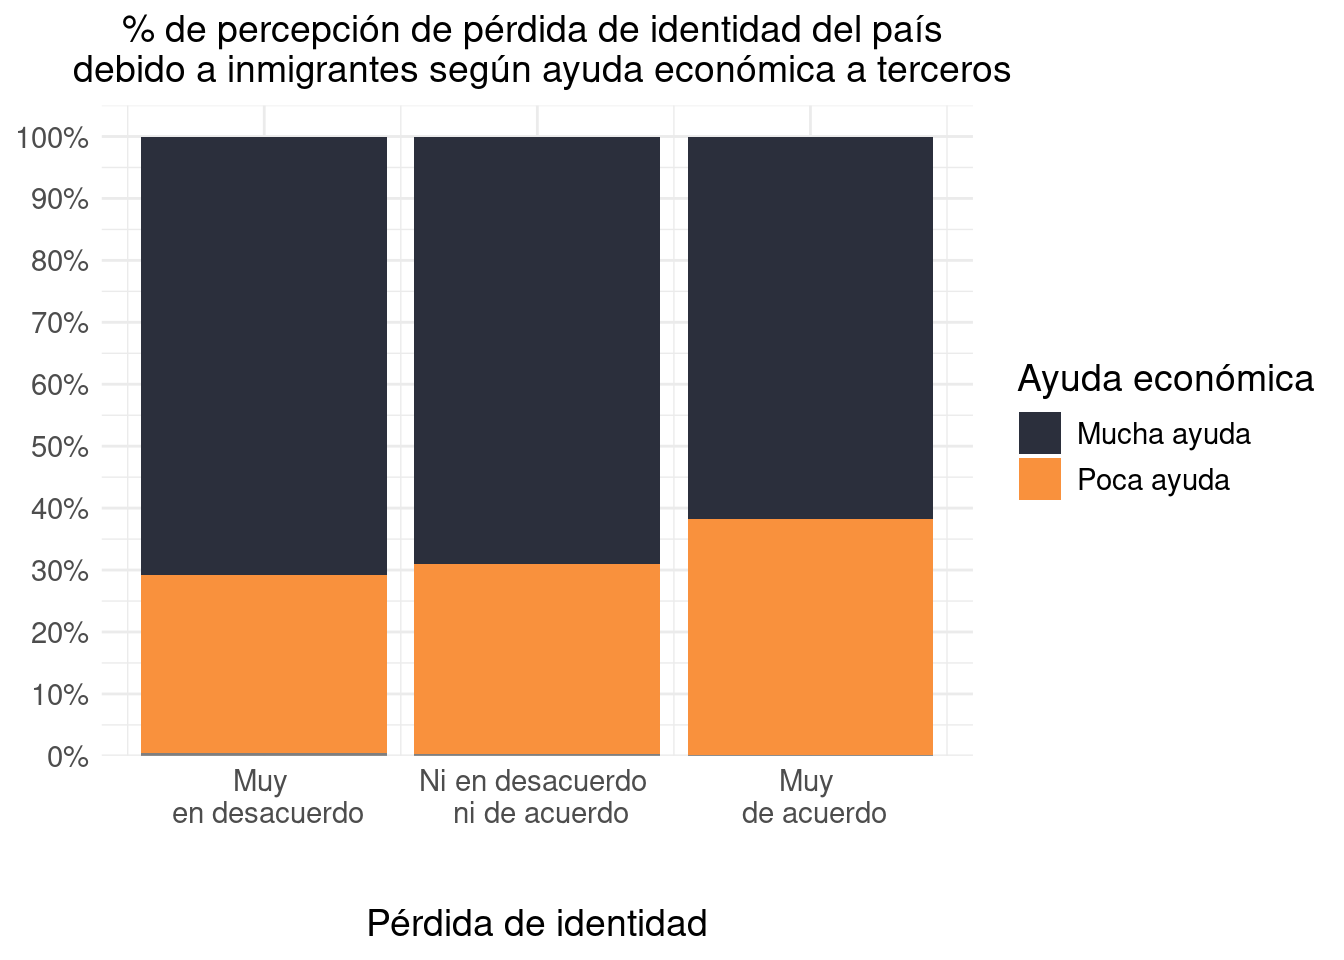 % de percepción de pérdida de identidad del país
debido a inmigrantes según ayuda económica a terceros
100%
90%
80%
70%
60%
50%
40%
30%
20%
10%
0%
Muy
en desacuerdo
Ni en desacuerdo
ni de acuerdo
Muy
de acuerdo
Pérdida de identidad
Ayuda económica
Mucha ayuda
Poca ayuda